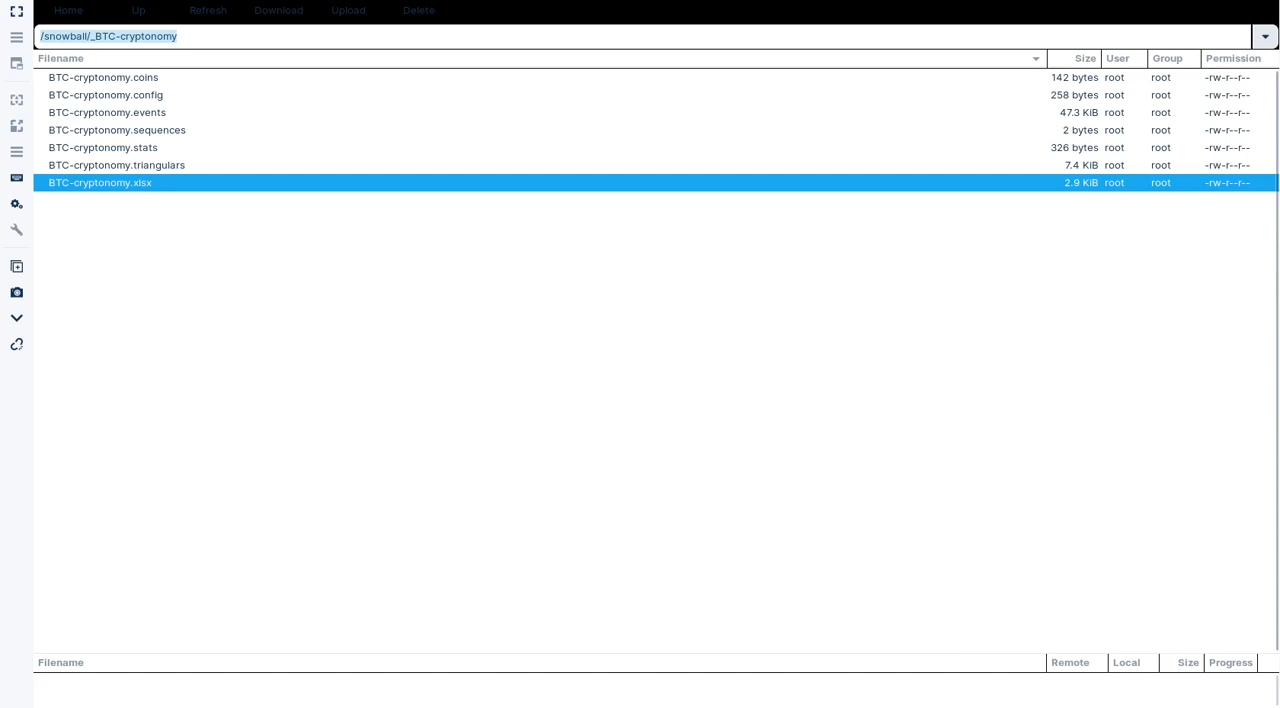 Home Up Refresh Download Upload Delete
/snowball/_BTC-cryptonomy
Filename Size User Group Permission
BTC-cryptonomy.coins 142 bytes root root -rw-r--r--
BTC-cryptonomy.config 258 bytes root root -rw-r--r--
BTC-cryptonomy.events 47.3 KiB root root -rw-r--r--
BTC-cryptonomy.sequences 2 bytes root root -rw-r--r--
BTC-cryptonomy.stats 326 bytes root root -rw-r--r--
BTC-cryptonomy.triangulars 7.4 KiB root root -rw-r--r--
BTC-cryptonomy.xlsx 2.9 KiB root root -rw-r--r--
Filename Remote Local Size Progress